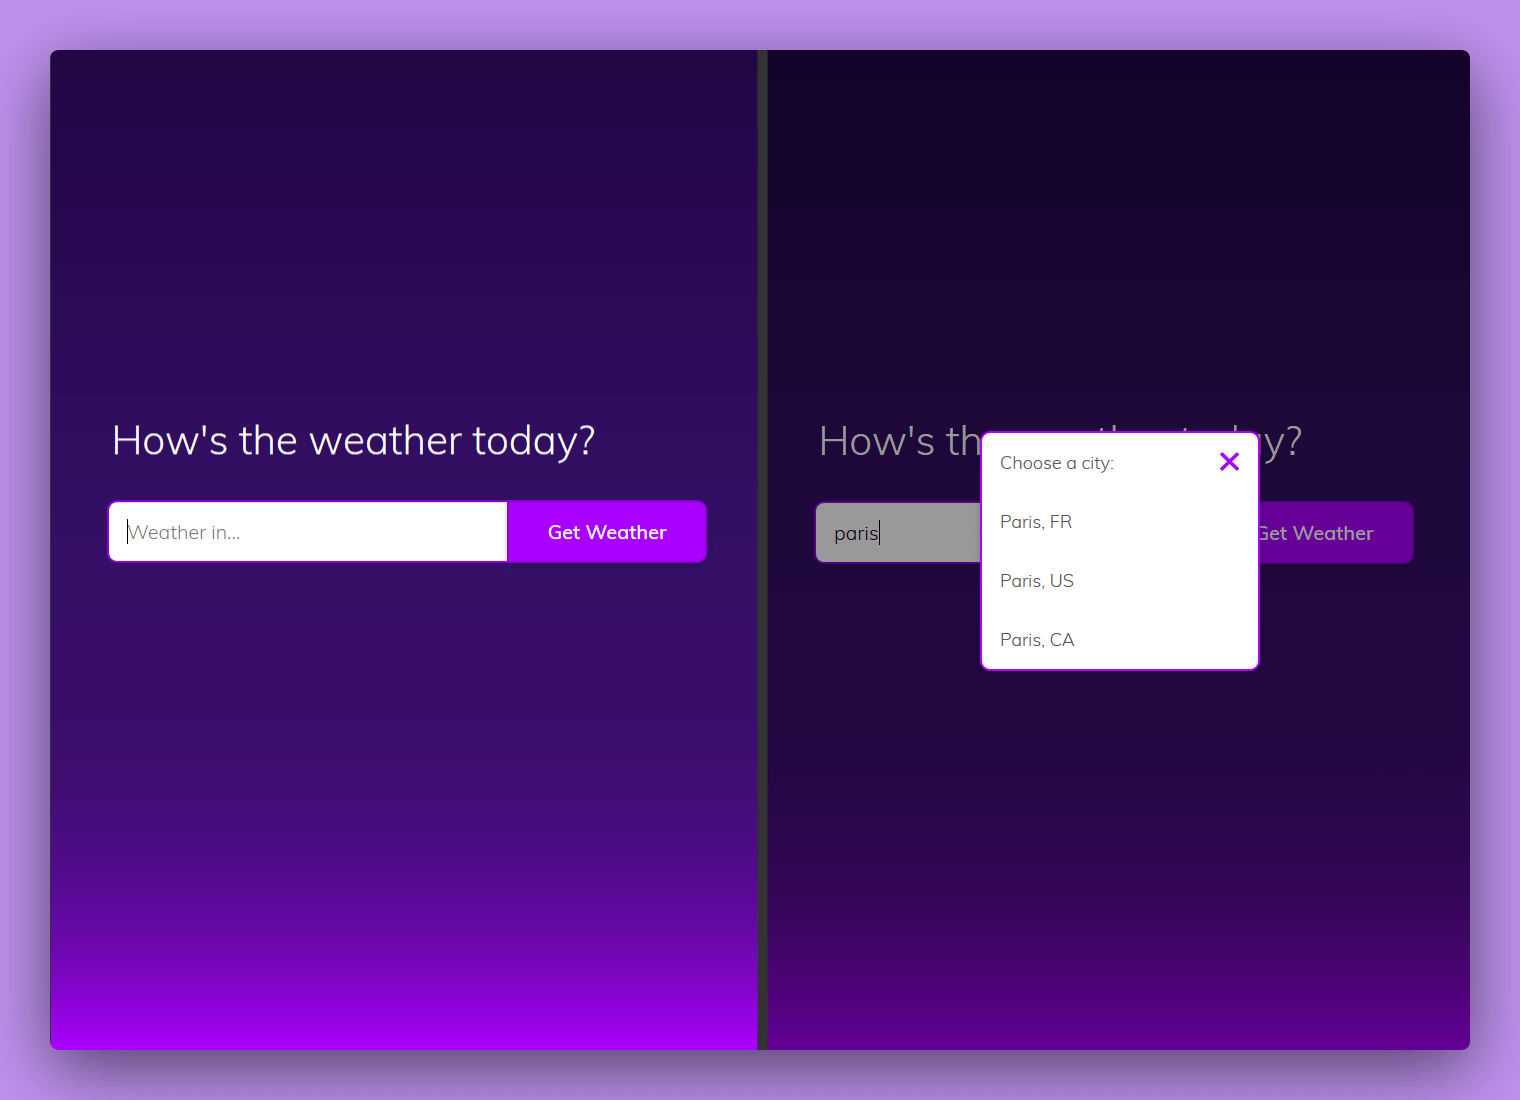 How's the weather today?
Weather in...
Get Weather
How's th
y?
paris
Get Weather
Choose a city:
Paris, FR
Paris, US
Paris, CA